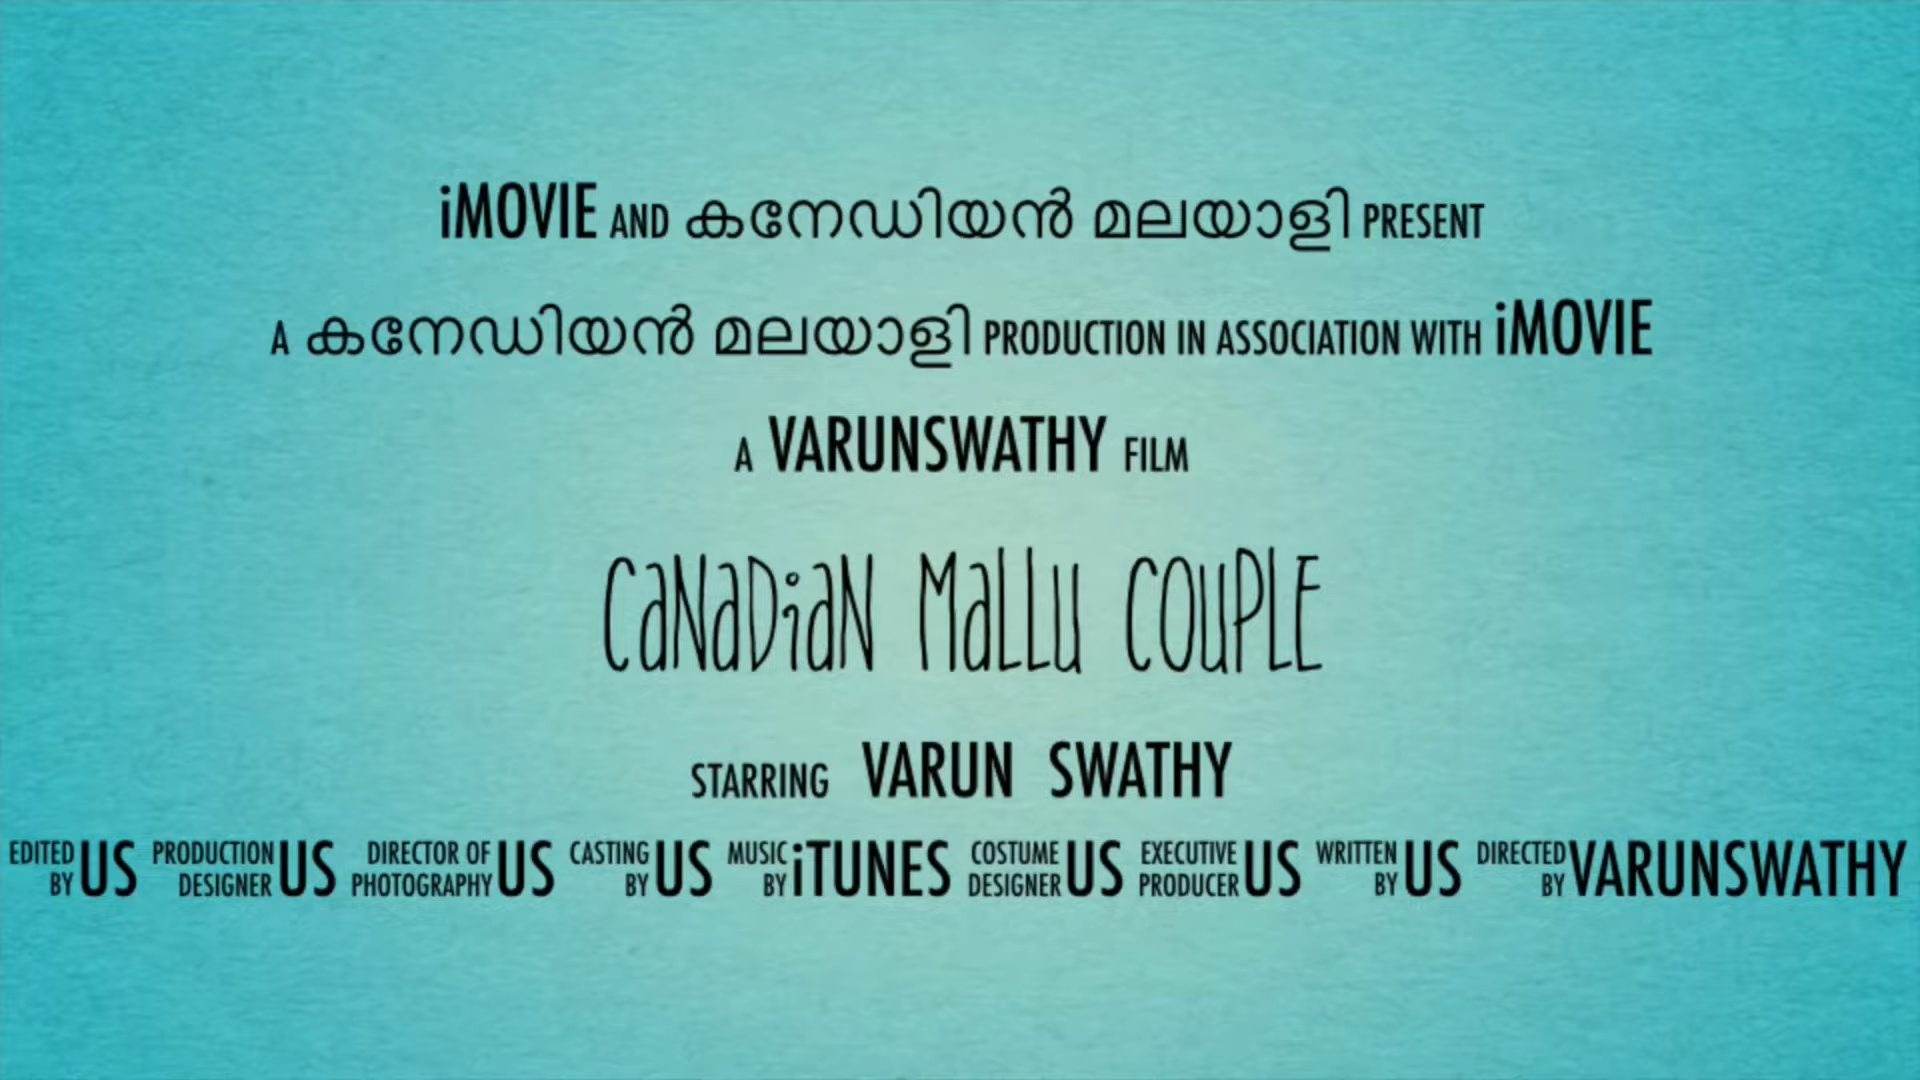 iMOVIE AND കനേഡിയൻ മലയാളി PRESENT
A കനേഡിയൻ മലയാളി PRODUCTION IN ASSOCIATION WITH iMOVIE
A VARUNSWATHY FILM
CaNaDiaN MaLLU COUPLE
STARRING VARUN SWATHY
EDITED BY US PRODUCTION DESIGNER US DIRECTOR OF PHOTOGRAPHY US CASTING BY US MUSIC BY iTUNES COSTUME DESIGNER US EXECUTIVE PRODUCER US WRITTEN BY US DIRECTED BY VARUNSWATHY